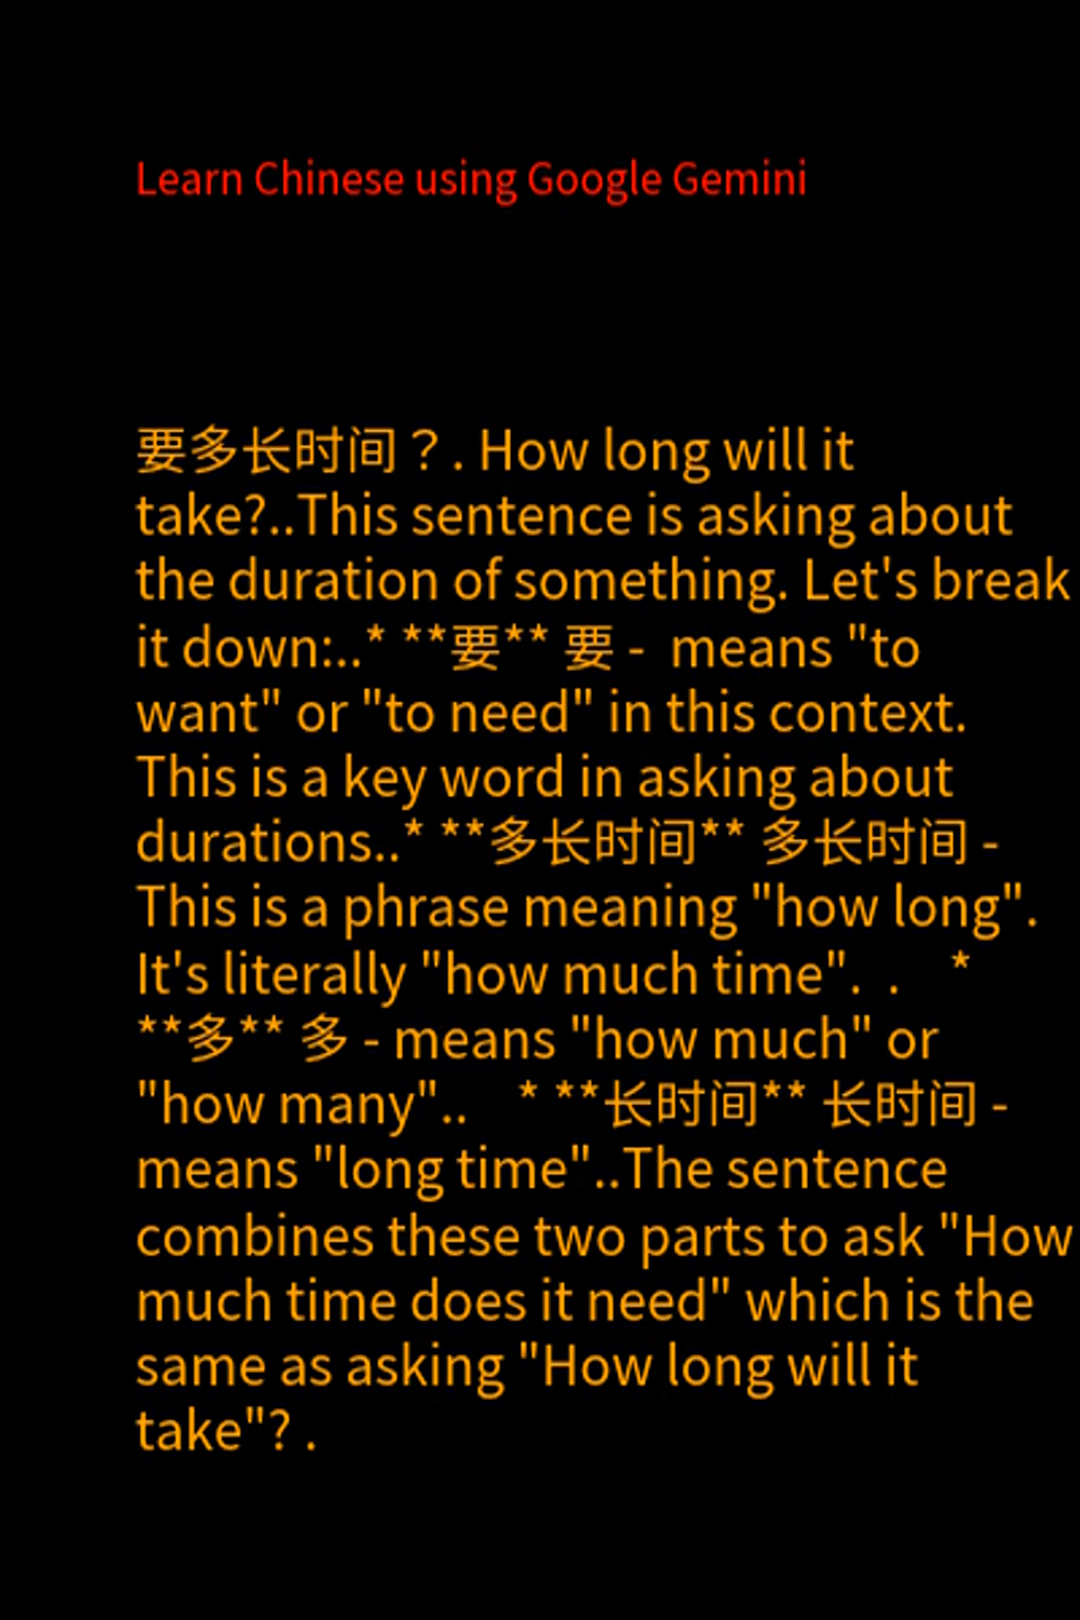 Learn Chinese using Google Gemini
要多长时间？. How long will it
take?..This sentence is asking about
the duration of something. Let's break
it down:..* **要** 要 -  means "to
want" or "to need" in this context.
This is a key word in asking about
durations..* **多长时间** 多长时间 -
This is a phrase meaning "how long".
It's literally "how much time".  .    *
**多** 多 - means "how much" or
"how many"..    * **长时间** 长时间 -
means "long time"..The sentence
combines these two parts to ask "How
much time does it need" which is the
same as asking "How long will it
take"? .